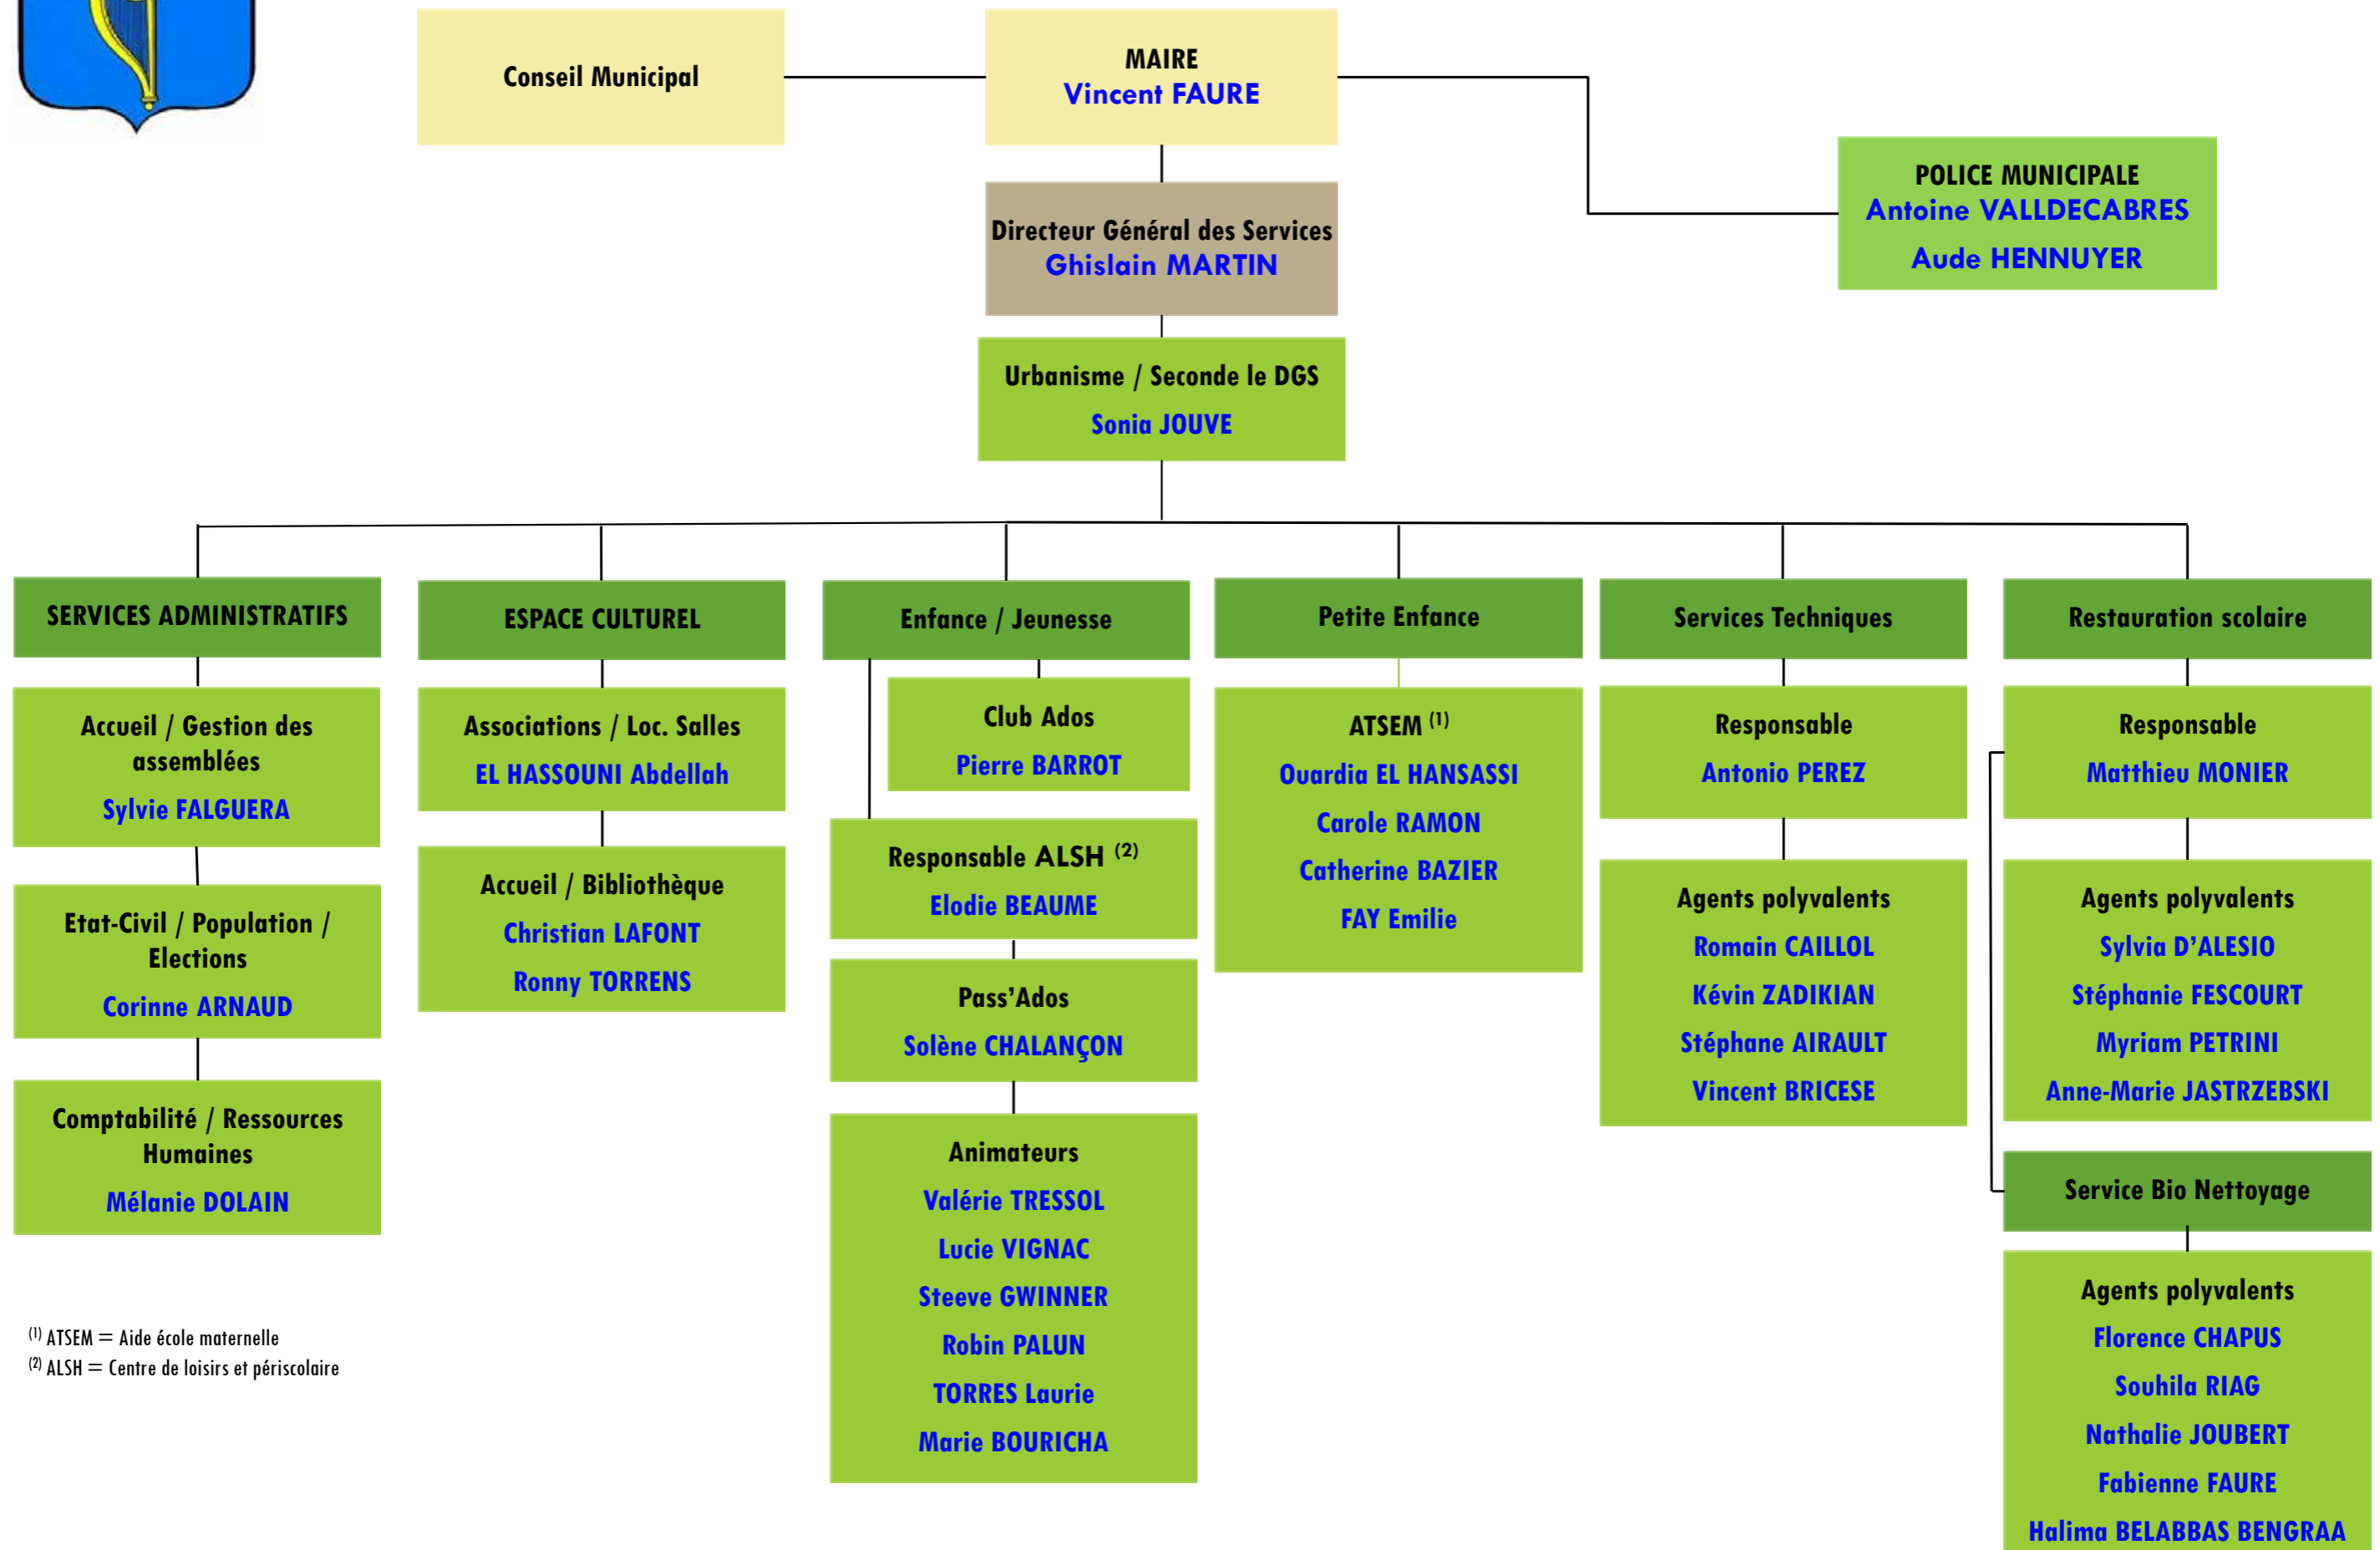 Conseil Municipal
MAIRE
Vincent FAURE
POLICE MUNICIPALE
Antoine VALLDECABRES
Aude HENNUYER
Directeur Général des Services
Ghislain MARTIN
Urbanisme / Seconde le DGS
Sonia JOUVE
SERVICES ADMINISTRATIFS
Accueil / Gestion des
assemblées
Sylvie FALGUERA
Etat-Civil / Population /
Elections
Corinne ARNAUD
Comptabilité / Ressources
Humaines
Mélanie DOLAIN
ESPACE CULTUREL
Associations / Loc. Salles
EL HASSOUNI Abdellah
Accueil / Bibliothèque
Christian LAFONT
Ronny TORRENS
Enfance / Jeunesse
Club Ados
Pierre BARROT
Responsable ALSH (2)
Elodie BEAUME
Pass'Ados
Solène CHALANÇON
Animateurs
Valérie TRESSOL
Lucie VIGNAC
Steeve GWINNER
Robin PALUN
TORRES Laurie
Marie BOURICHA
Petite Enfance
ATSEM (1)
Ouardia EL HANSASSI
Carole RAMON
Catherine BAZIER
FAY Emilie
Services Techniques
Responsable
Antonio PEREZ
Agents polyvalents
Romain CAILLOL
Kévin ZADIKIAN
Stéphane AIRAULT
Vincent BRICESE
Restauration scolaire
Responsable
Matthieu MONIER
Agents polyvalents
Sylvia D'ALESIO
Stéphanie FESCOURT
Myriam PETRINI
Anne-Marie JASTRZEBSKI
Service Bio Nettoyage
Agents polyvalents
Florence CHAPUS
Souhila RIAG
Nathalie JOUBERT
Fabienne FAURE
Halima BELABBAS BENGRAA
(1) ATSEM = Aide école maternelle
(2) ALSH = Centre de loisirs et périscolaire